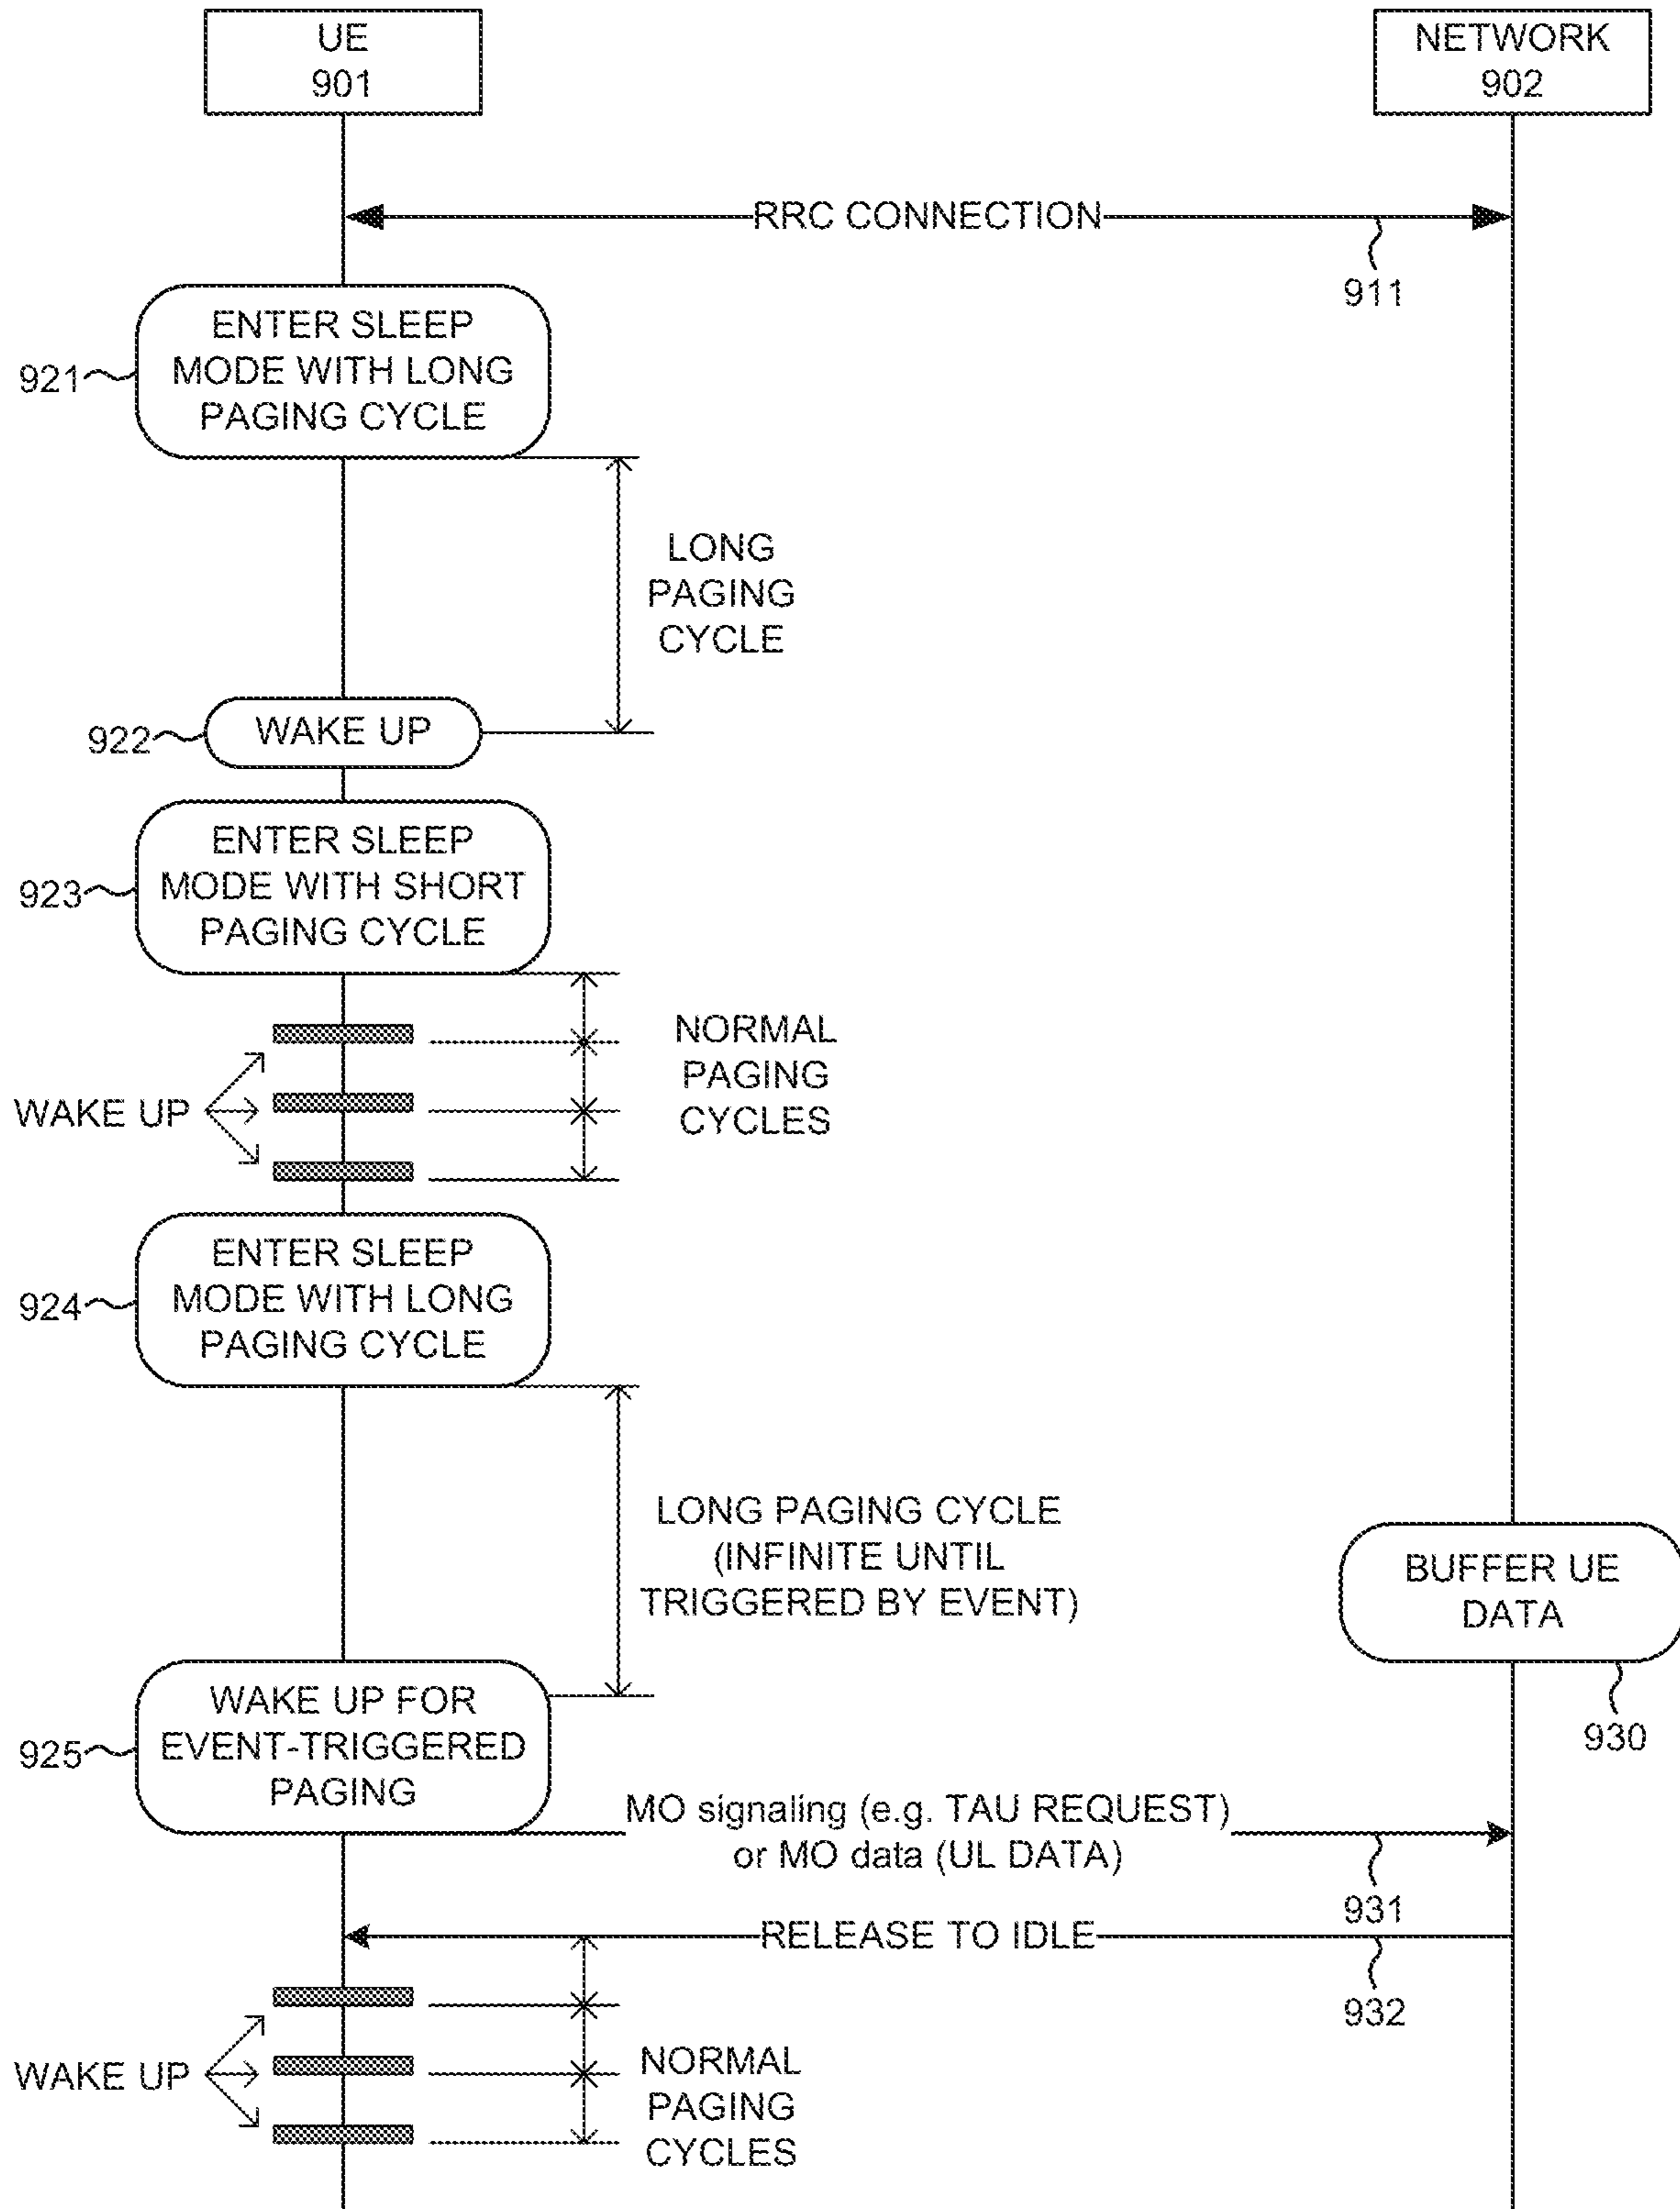 UE
901
NETWORK
902
RRC CONNECTION
911
921
ENTER SLEEP
MODE WITH LONG
PAGING CYCLE
LONG
PAGING
CYCLE
922
WAKE UP
923
ENTER SLEEP
MODE WITH SHORT
PAGING CYCLE
NORMAL
PAGING
CYCLES
WAKE UP
924
ENTER SLEEP
MODE WITH LONG
PAGING CYCLE
LONG PAGING CYCLE
(INFINITE UNTIL
TRIGGERED BY EVENT)
BUFFER UE
DATA
930
925
WAKE UP FOR
EVENT-TRIGGERED
PAGING
MO signaling (e.g. TAU REQUEST)
or MO data (UL DATA)
931
RELEASE TO IDLE
932
WAKE UP
NORMAL
PAGING
CYCLES